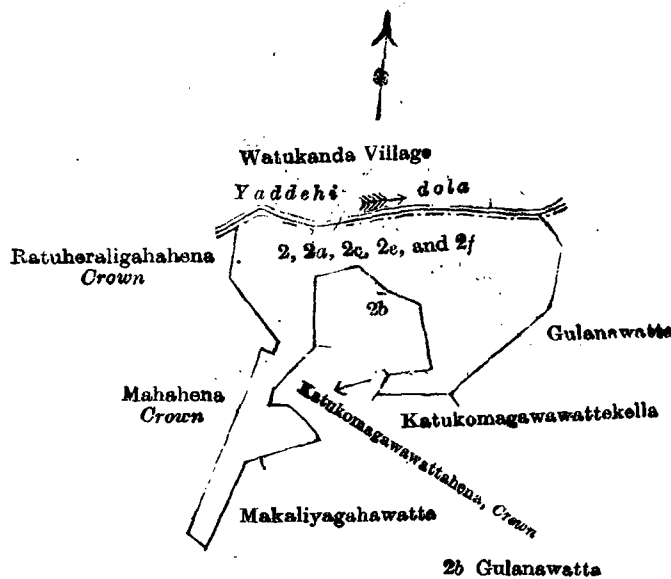 Watukanda Village
Yaddehi dola
Ratuheraligahahena
Crown
2, 2a, 2c, 2e, and 2f
2b
Gulanawatta
Mahahena
Crown
Katukomagawawattekella
Katukomagawawattahena, Crown
Makaliyagahawatta
2b Gulanawatta